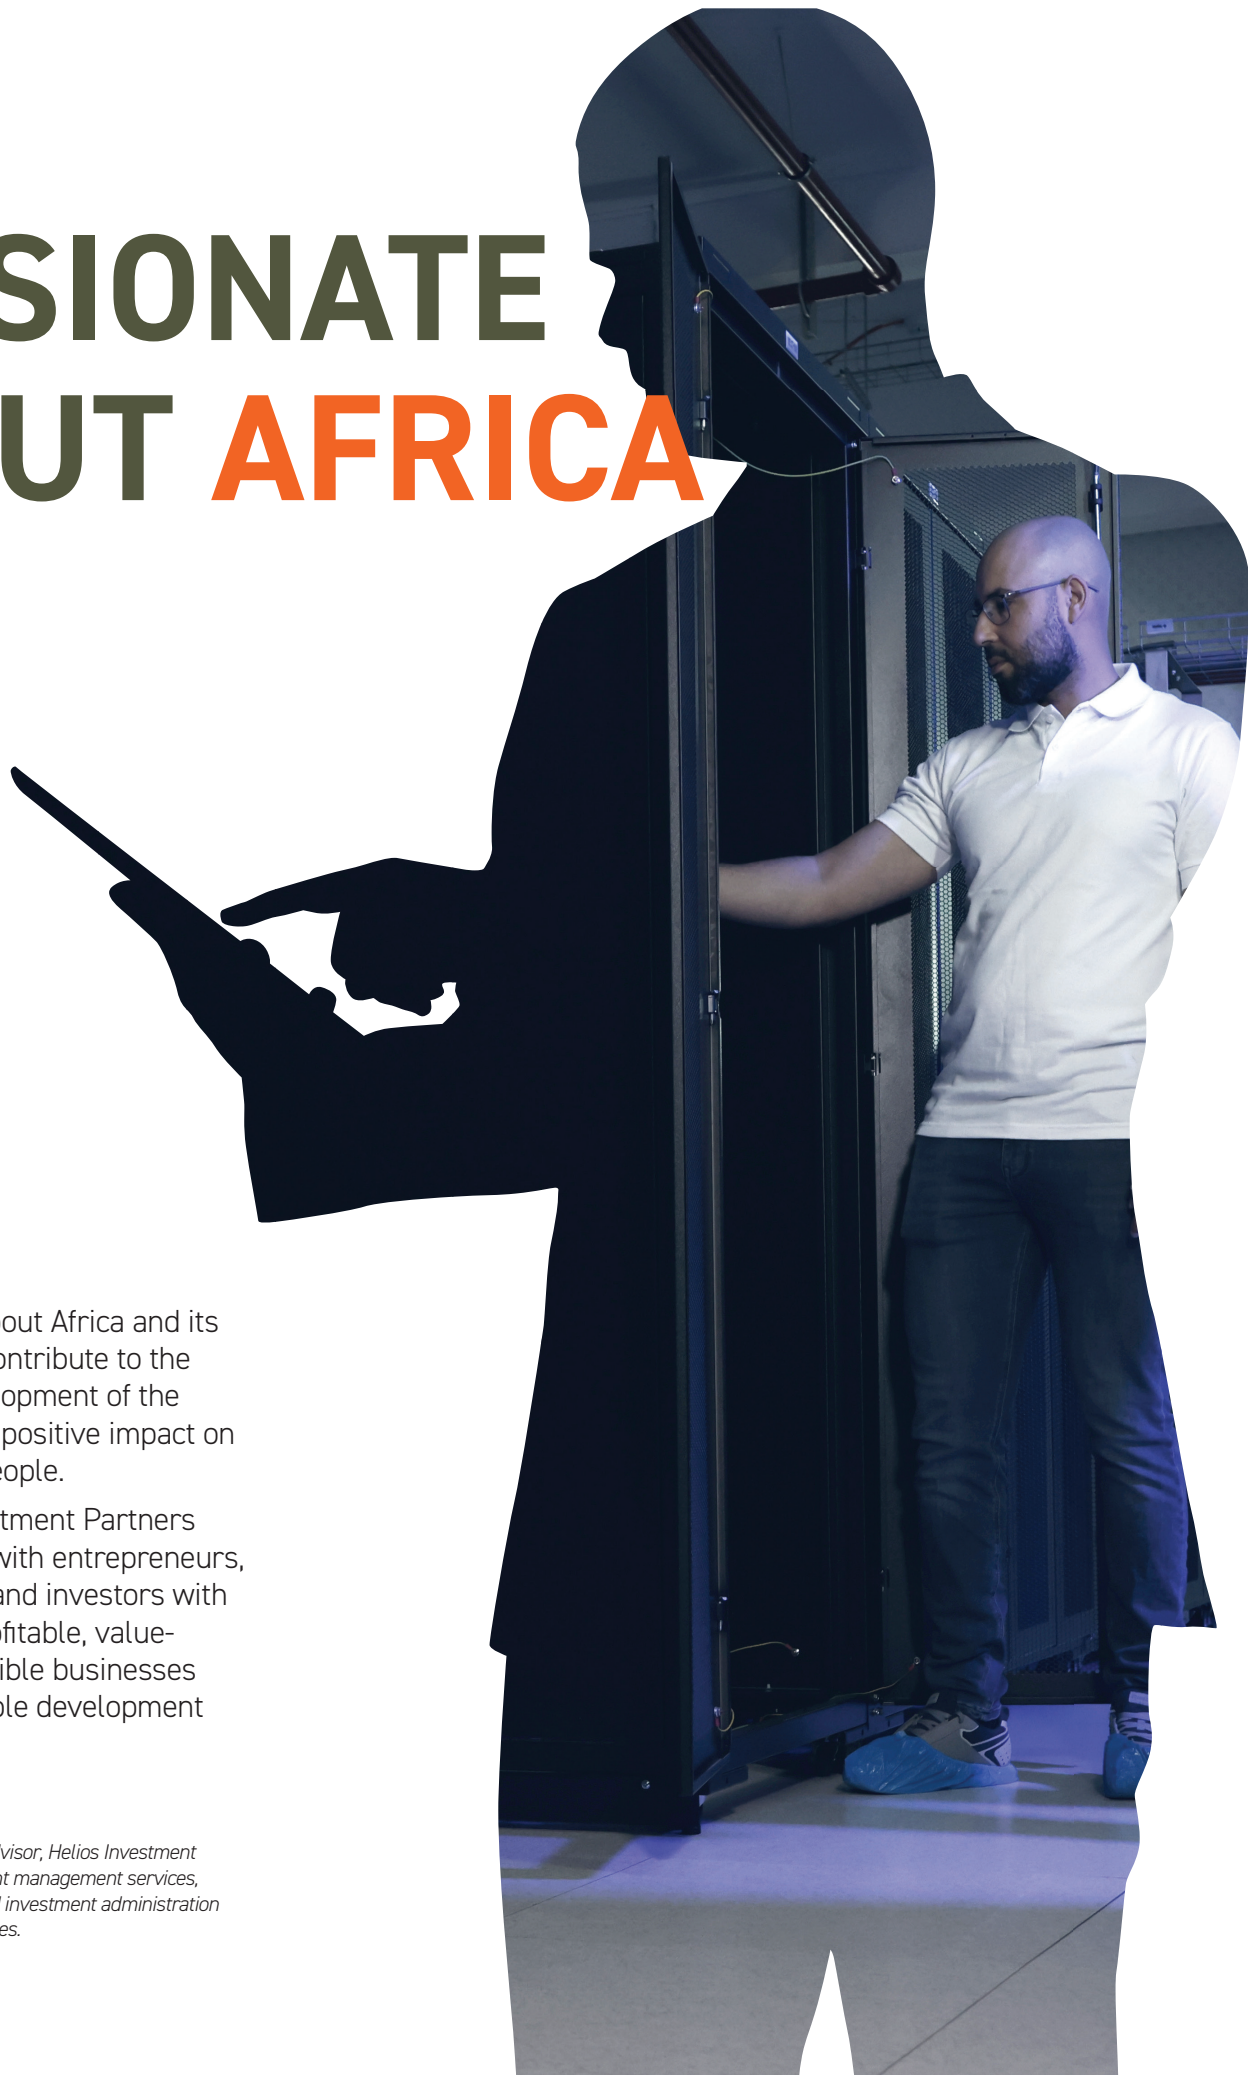 SIONATE
UT AFRICA
out Africa and its
ontribute to the
opment of the
positive impact on
eople.
tment Partners
with entrepreneurs,
and investors with
ofitable, value-
ible businesses
ble development
visor, Helios Investment
nt management services,
investment administration
es.